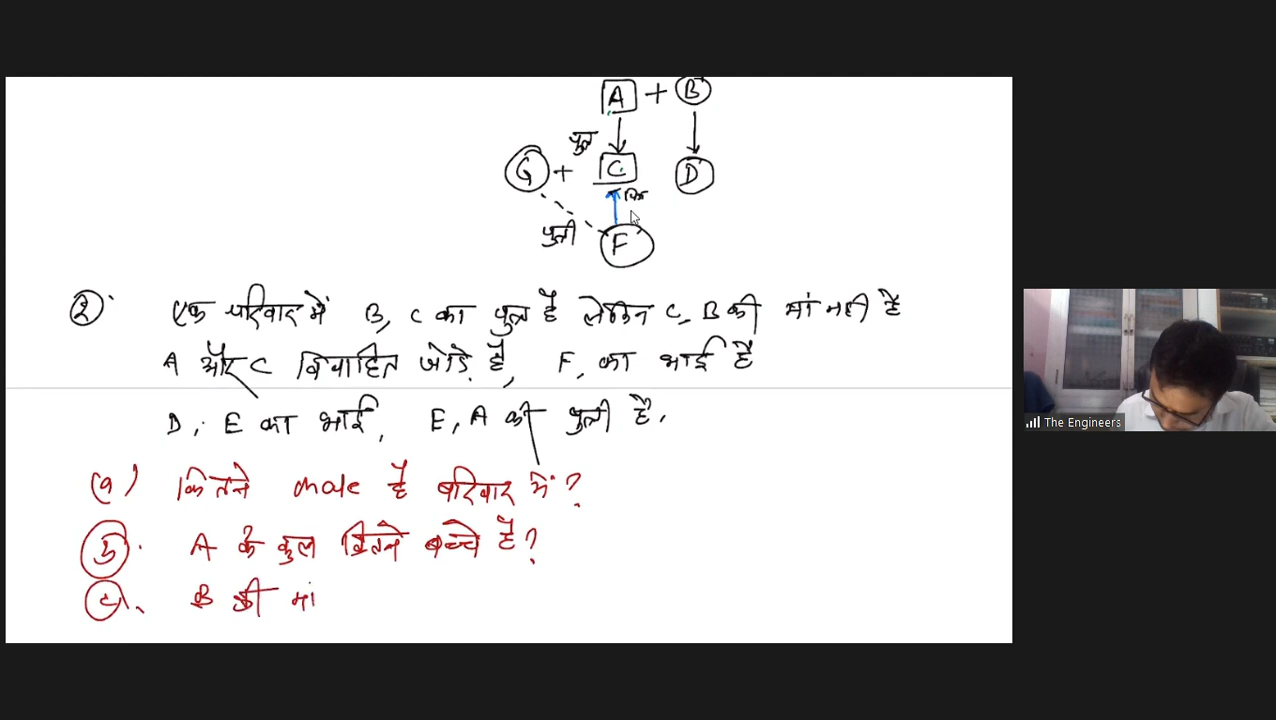 A + B
पुत्र
G + C D
पिता
पुत्री F
② एक परिवार में B, C का पुत्र है लेकिन C, B की मां नही है
A और C विवाहित जोड़े है, F, का भाई है
D, E का भाई, E, A की पुत्री है,
(a) कितने male है परिवार में?
b. A के कुल कितने बच्चे है?
c. B की मां
The Engineers